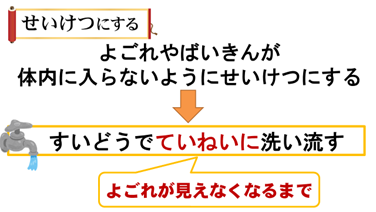 せいけつにする
よごれやばいきんが
体内に入らないようにせいけつにする
すいどうでていねいに洗い流す
よごれが見えなくなるまで